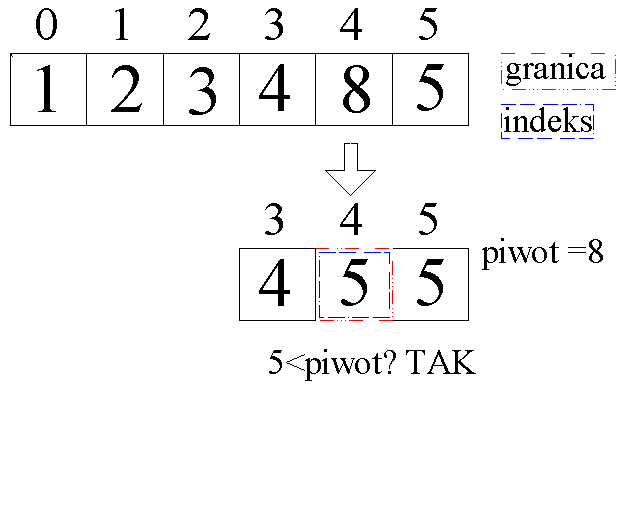 0 1 2 3 4 5
1 2 3 4 8 5
granica
indeks
3 4 5
4 5 5
piwot =8
5<piwot? TAK